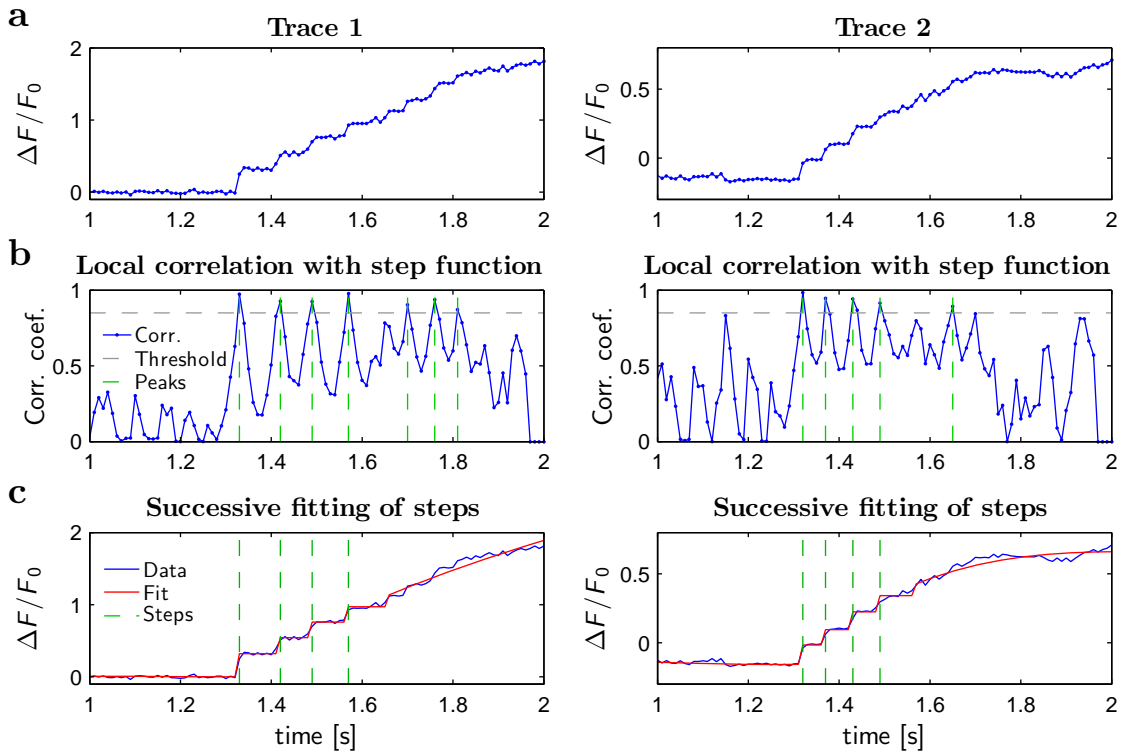 a
Trace 1
Trace 2
ΔF/F₀
2
1
0
1 1.2 1.4 1.6 1.8 2
ΔF/F₀
0.5
0
1 1.2 1.4 1.6 1.8 2
b
Local correlation with step function
Local correlation with step function
Corr. coef.
1
0.5
0
Corr.
Threshold
Peaks
1 1.2 1.4 1.6 1.8 2
Corr. coef.
1
0.5
0
1 1.2 1.4 1.6 1.8 2
c
Successive fitting of steps
Successive fitting of steps
ΔF/F₀
2
1
0
Data
Fit
Steps
1 1.2 1.4 1.6 1.8 2
time [s]
ΔF/F₀
0.5
0
1 1.2 1.4 1.6 1.8 2
time [s]